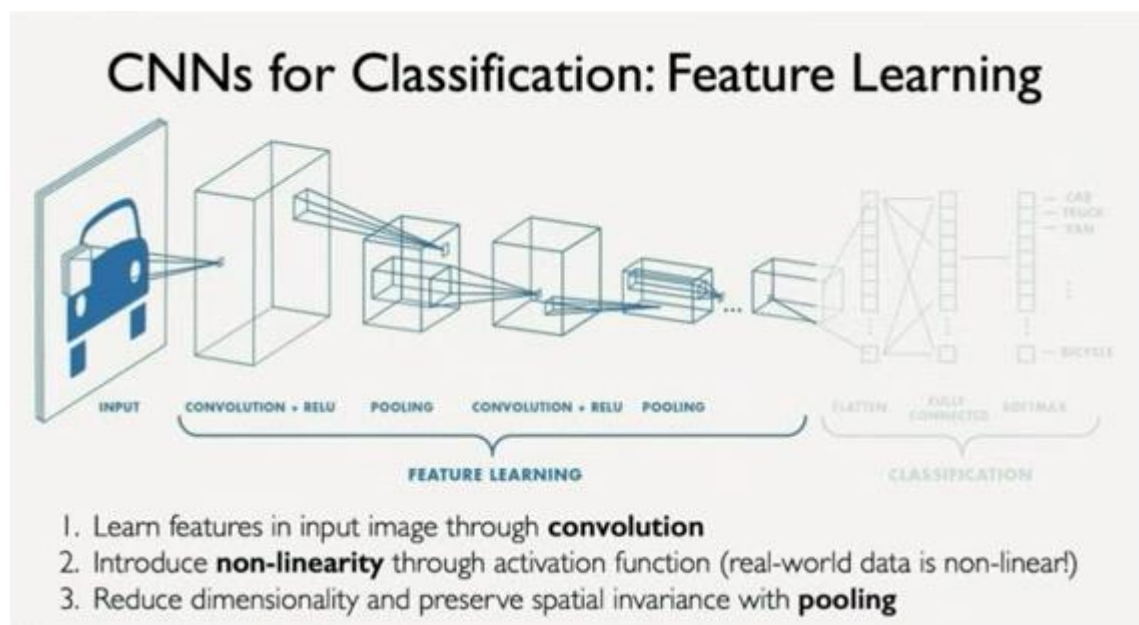 CNNs for Classification: Feature Learning
CAR
TRUCK
VAN
BICYCLE
INPUT
CONVOLUTION + RELU
POOLING
CONVOLUTION + RELU
POOLING
...
FLATTEN
FULLY
CONNECTED
SOFTMAX
FEATURE LEARNING
CLASSIFICATION
1. Learn features in input image through convolution
2. Introduce non-linearity through activation function (real-world data is non-linear!)
3. Reduce dimensionality and preserve spatial invariance with pooling